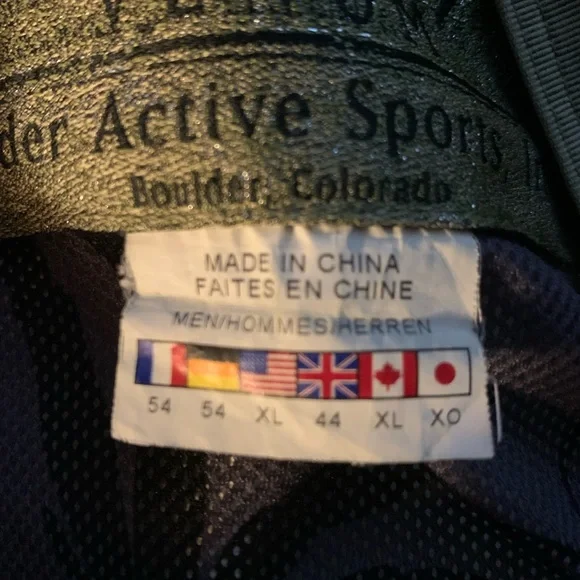 Active Sports,
Boulder, Colorado
MADE IN CHINA
FAITES EN CHINE
MEN/HOMMES/HERREN
54 54 XL 44 XL XO